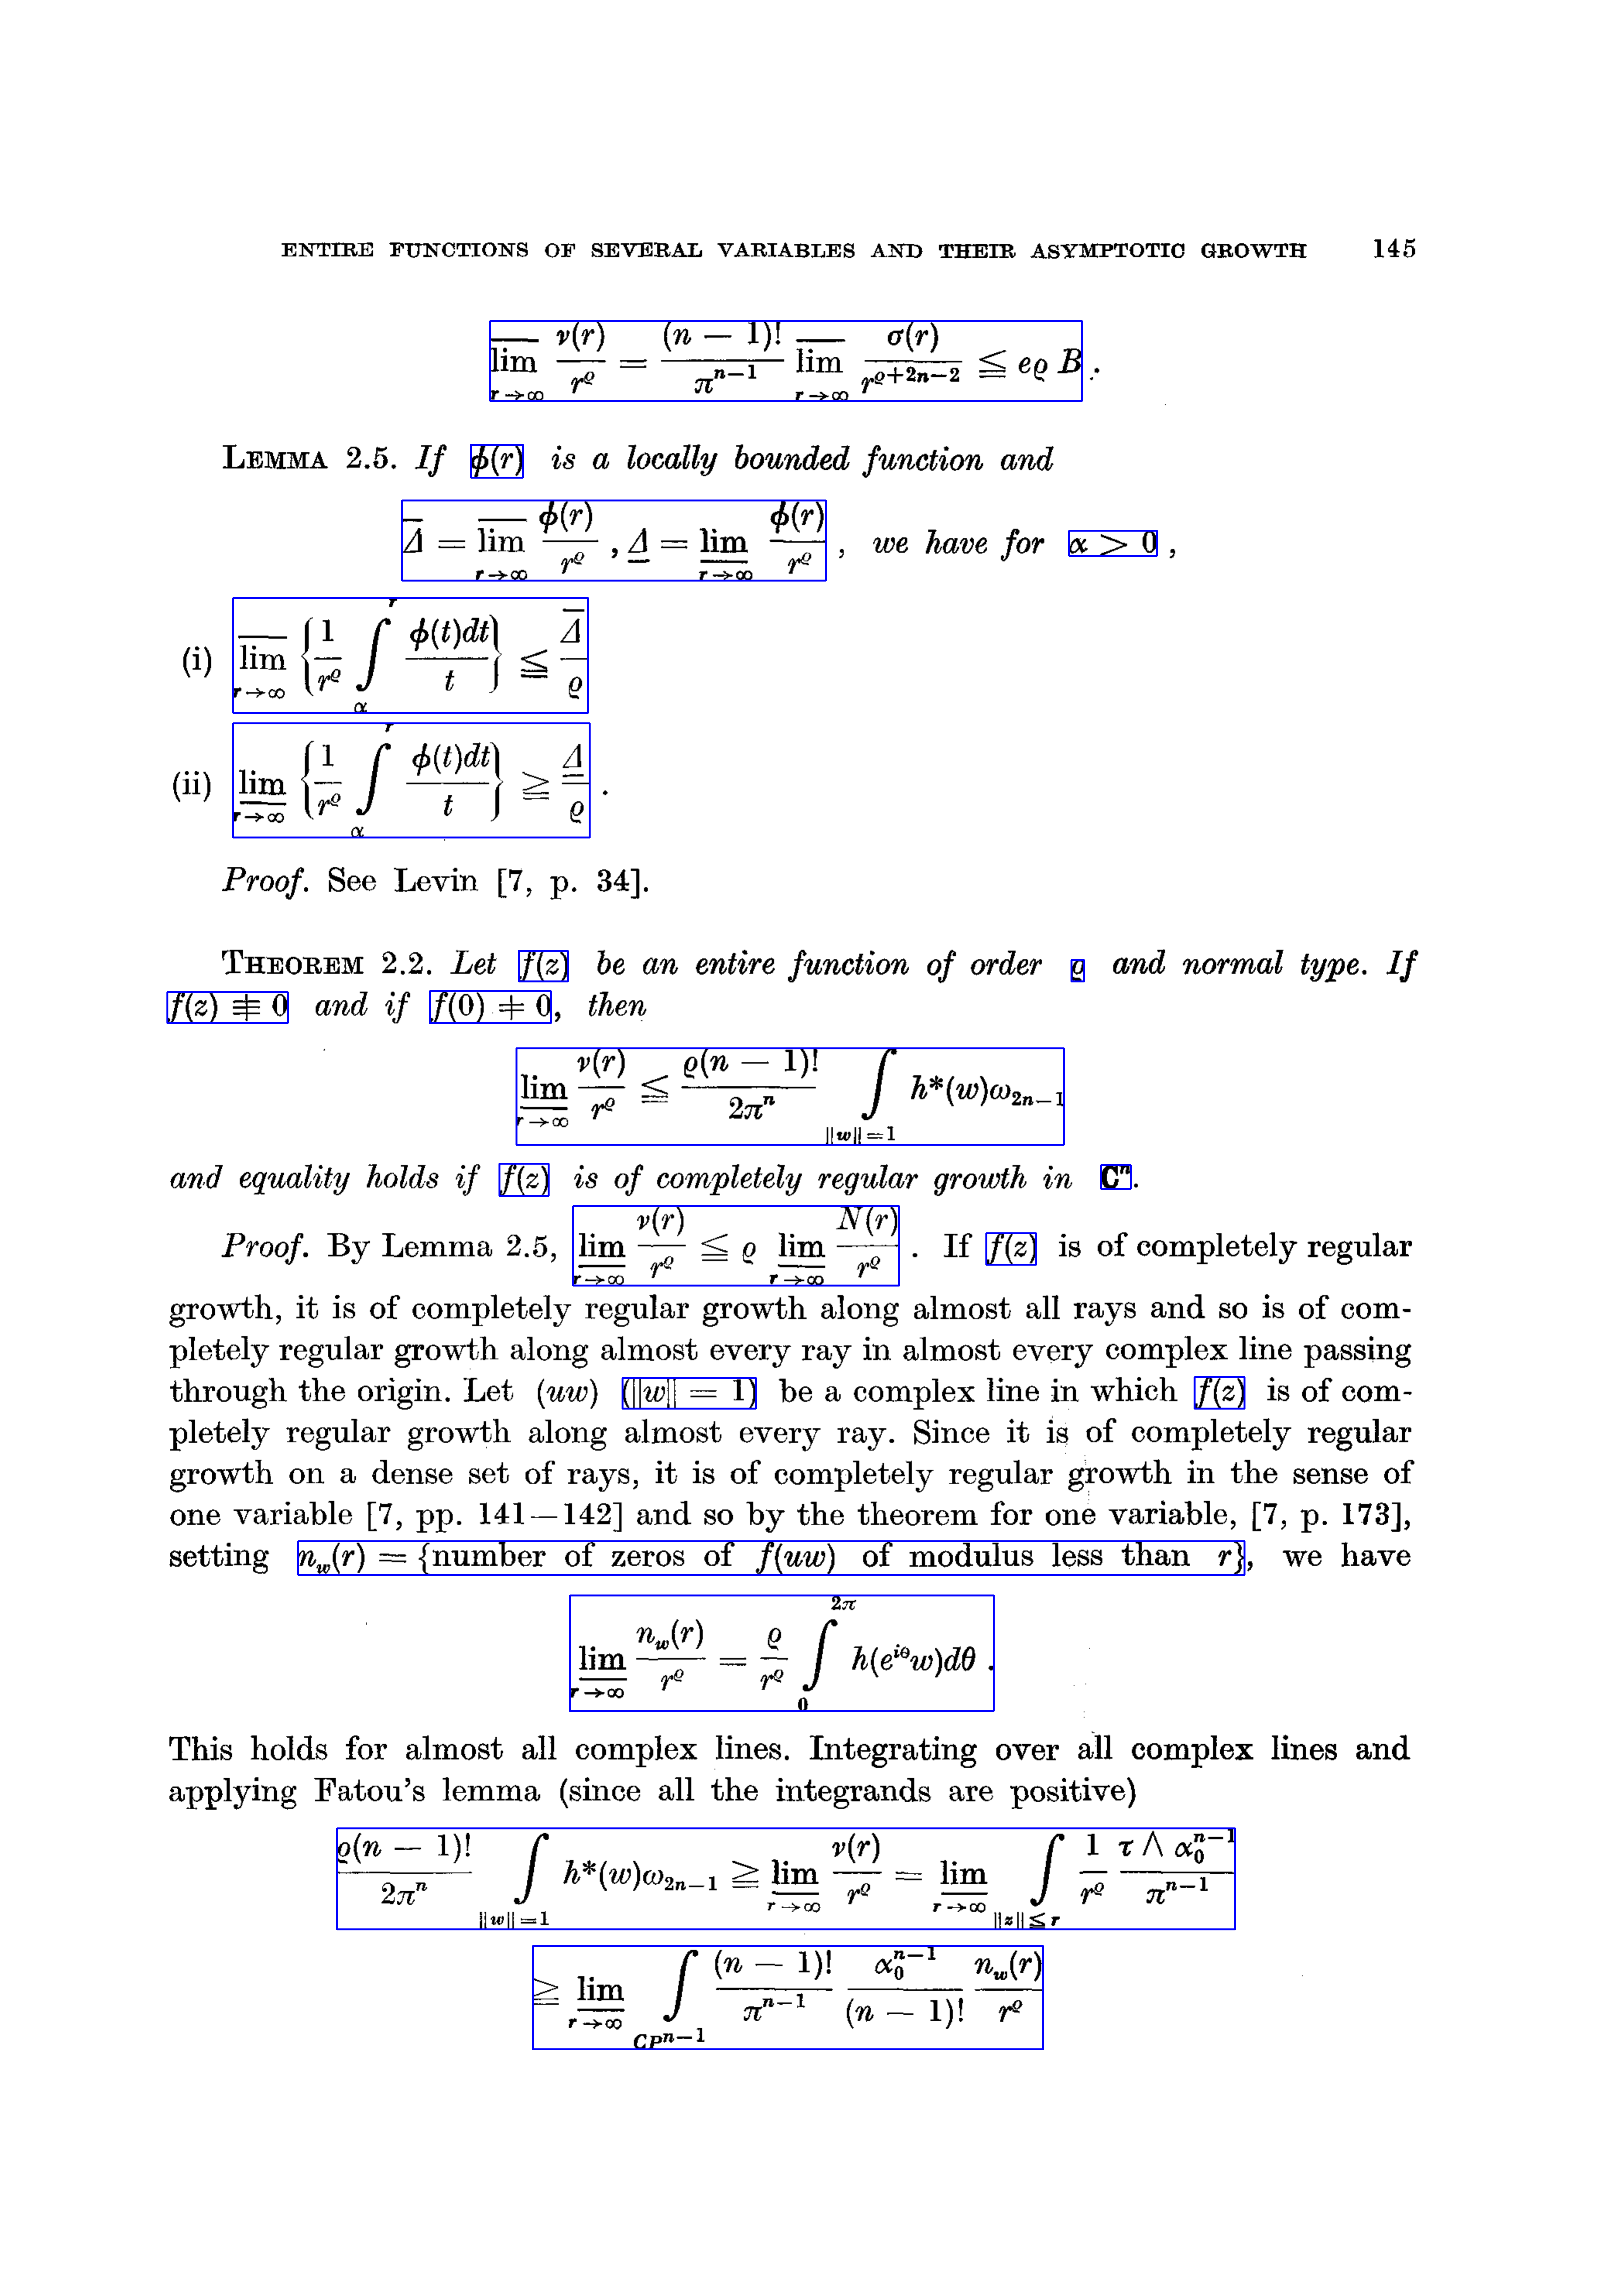 ENTIRE FUNCTIONS OF SEVERAL VARIABLES AND THEIR ASYMPTOTIC GROWTH 145
$\overline{\lim}_{r \to \infty} \frac{\nu(r)}{r^\varrho} = \frac{(n-1)!}{\pi^{n-1}} \overline{\lim}_{r \to \infty} \frac{\sigma(r)}{r^{\varrho+2n-2}} \leqq e\varrho B$.
LEMMA 2.5. If $\phi(r)$ is a locally bounded function and
$\overline{\Delta} = \overline{\lim}_{r \to \infty} \frac{\phi(r)}{r^\varrho}, \underline{\Delta} = \underline{\lim}_{r \to \infty} \frac{\phi(r)}{r^\varrho}$, we have for $\alpha > 0$,
(i) $\overline{\lim}_{r \to \infty} \left\{ \frac{1}{r^\varrho} \int_\alpha^r \frac{\phi(t)dt}{t} \right\} \leqq \frac{\overline{\Delta}}{\varrho}$
(ii) $\underline{\lim}_{r \to \infty} \left\{ \frac{1}{r^\varrho} \int_\alpha^r \frac{\phi(t)dt}{t} \right\} \geqq \frac{\underline{\Delta}}{\varrho}$.
Proof. See Levin [7, p. 34].
THEOREM 2.2. Let $f(z)$ be an entire function of order $\varrho$ and normal type. If
$f(z) \not\equiv 0$ and if $f(0) \neq 0$, then
$\underline{\lim}_{r \to \infty} \frac{\nu(r)}{r^\varrho} \leqq \frac{\varrho(n-1)!}{2\pi^n} \int_{||w||=1} h^*(w)\omega_{2n-1}$
and equality holds if $f(z)$ is of completely regular growth in $\mathbf{C}^n$.
Proof. By Lemma 2.5, $\underline{\lim}_{r \to \infty} \frac{\nu(r)}{r^\varrho} \leqq \varrho \underline{\lim}_{r \to \infty} \frac{N(r)}{r^\varrho}$. If $f(z)$ is of completely regular
growth, it is of completely regular growth along almost all rays and so is of com-
pletely regular growth along almost every ray in almost every complex line passing
through the origin. Let (uw) $(||w|| = 1)$ be a complex line in which $f(z)$ is of com-
pletely regular growth along almost every ray. Since it is of completely regular
growth on a dense set of rays, it is of completely regular growth in the sense of
one variable [7, pp. 141—142] and so by the theorem for one variable, [7, p. 173],
setting $n_w(r)$ = {number of zeros of $f(uw)$ of modulus less than $r$}, we have
$\underline{\lim}_{r \to \infty} \frac{n_w(r)}{r^\varrho} = \frac{\varrho}{r^\varrho} \int_0^{2\pi} h(e^{i\theta}w)d\theta$.
This holds for almost all complex lines. Integrating over all complex lines and
applying Fatou's lemma (since all the integrands are positive)
$\frac{\varrho(n-1)!}{2\pi^n} \int_{||w||=1} h^*(w)\omega_{2n-1} \geqq \underline{\lim}_{r \to \infty} \frac{\nu(r)}{r^\varrho} = \underline{\lim}_{r \to \infty} \int_{||z|| \leqq r} \frac{1}{r^\varrho} \frac{\tau \wedge \alpha_0^{n-1}}{\pi^{n-1}}$
$\geqq \underline{\lim}_{r \to \infty} \int_{CP^{n-1}} \frac{(n-1)!}{\pi^{n-1}} \frac{\alpha_0^{n-1}}{(n-1)!} \frac{n_w(r)}{r^\varrho}$